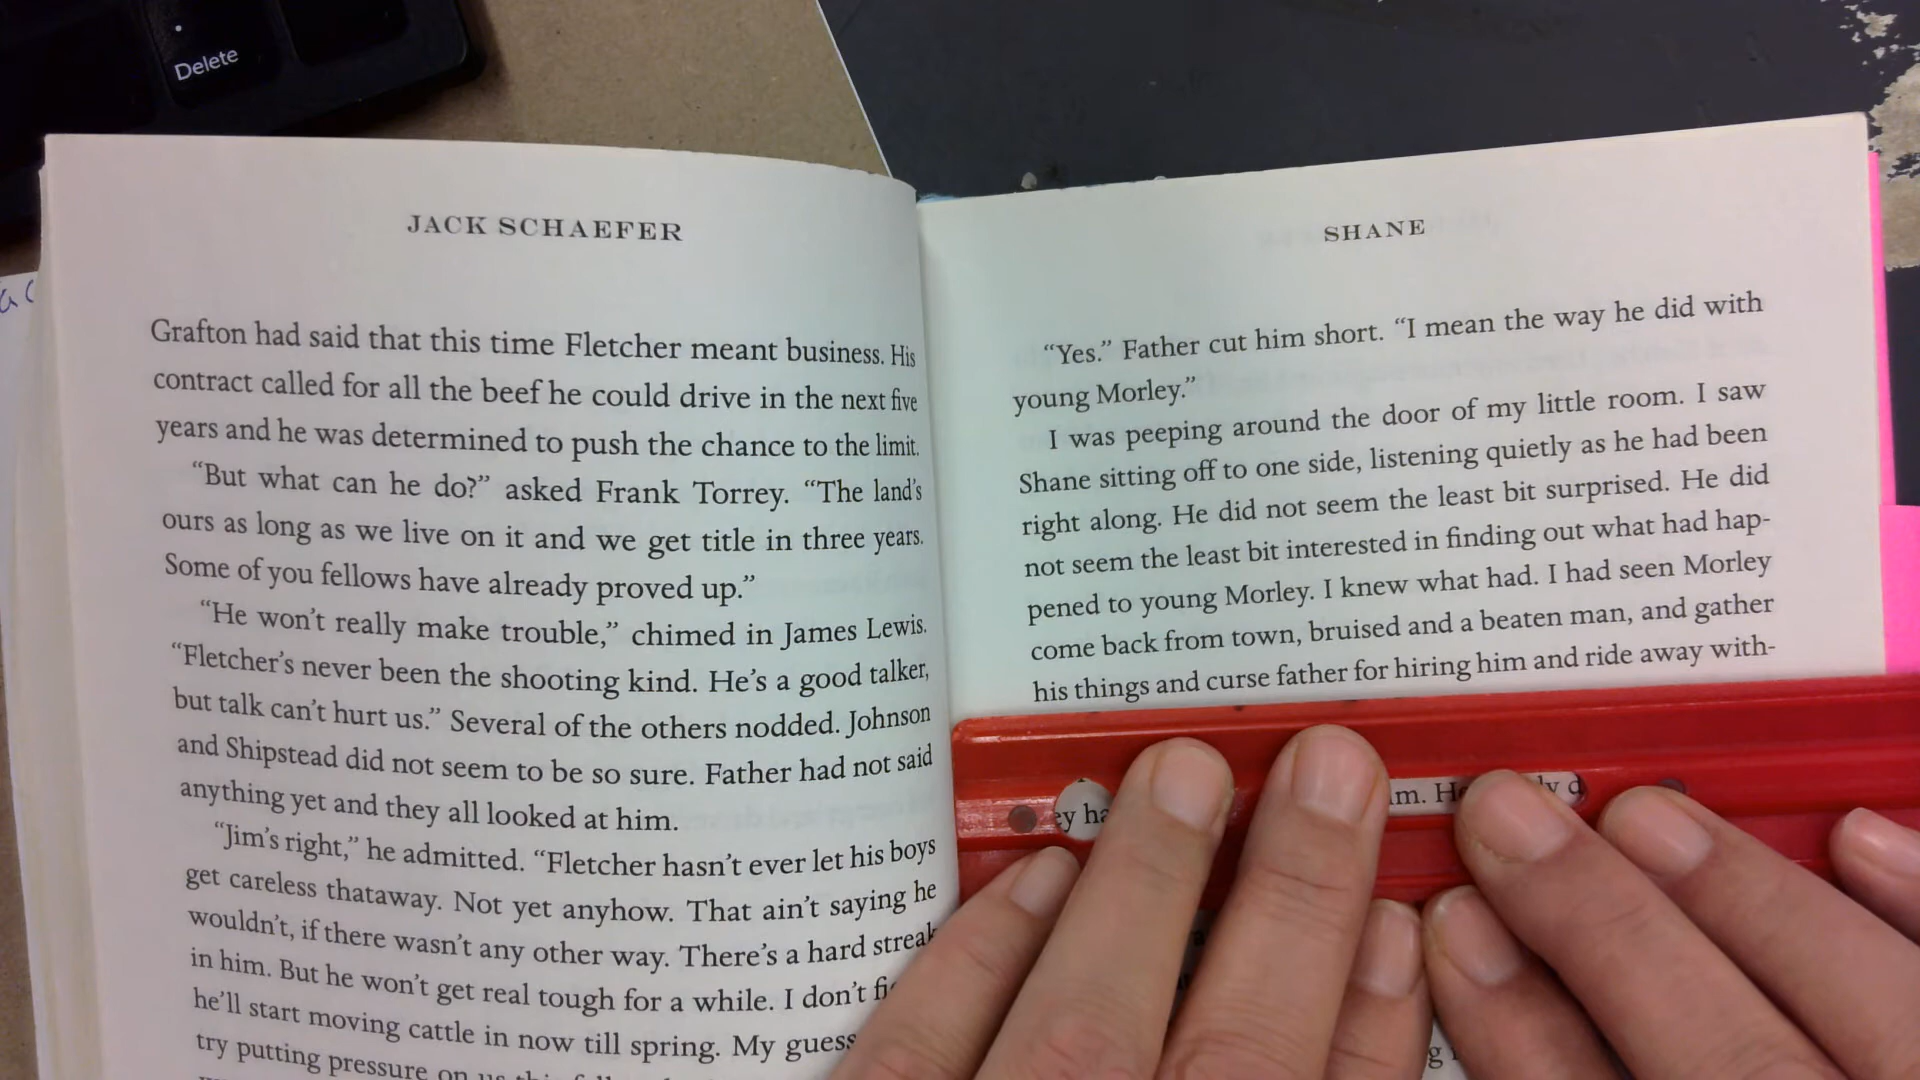 Delete
JACK SCHAEFER
Grafton had said that this time Fletcher meant business. His
contract called for all the beef he could drive in the next five
years and he was determined to push the chance to the limit.
“But what can he do?” asked Frank Torrey. “The land’s
ours as long as we live on it and we get title in three years.
Some of you fellows have already proved up.”
“He won’t really make trouble,” chimed in James Lewis.
“Fletcher’s never been the shooting kind. He’s a good talker,
but talk can’t hurt us.” Several of the others nodded. Johnson
and Shipstead did not seem to be so sure. Father had not said
anything yet and they all looked at him.
“Jim’s right,” he admitted. “Fletcher hasn’t ever let his boys
get careless thataway. Not yet anyhow. That ain’t saying he
wouldn’t, if there wasn’t any other way. There’s a hard streak
in him. But he won’t get real tough for a while. I don’t
he’ll start moving cattle in now till spring. My guess
try putting pressure on us this
SHANE
“Yes.” Father cut him short. “I mean the way he did with
young Morley.”
I was peeping around the door of my little room. I saw
Shane sitting off to one side, listening quietly as he had been
right along. He did not seem the least bit surprised. He did
not seem the least bit interested in finding out what had hap-
pened to young Morley. I knew what had. I had seen Morley
come back from town, bruised and a beaten man, and gather
his things and curse father for hiring him and ride away with-